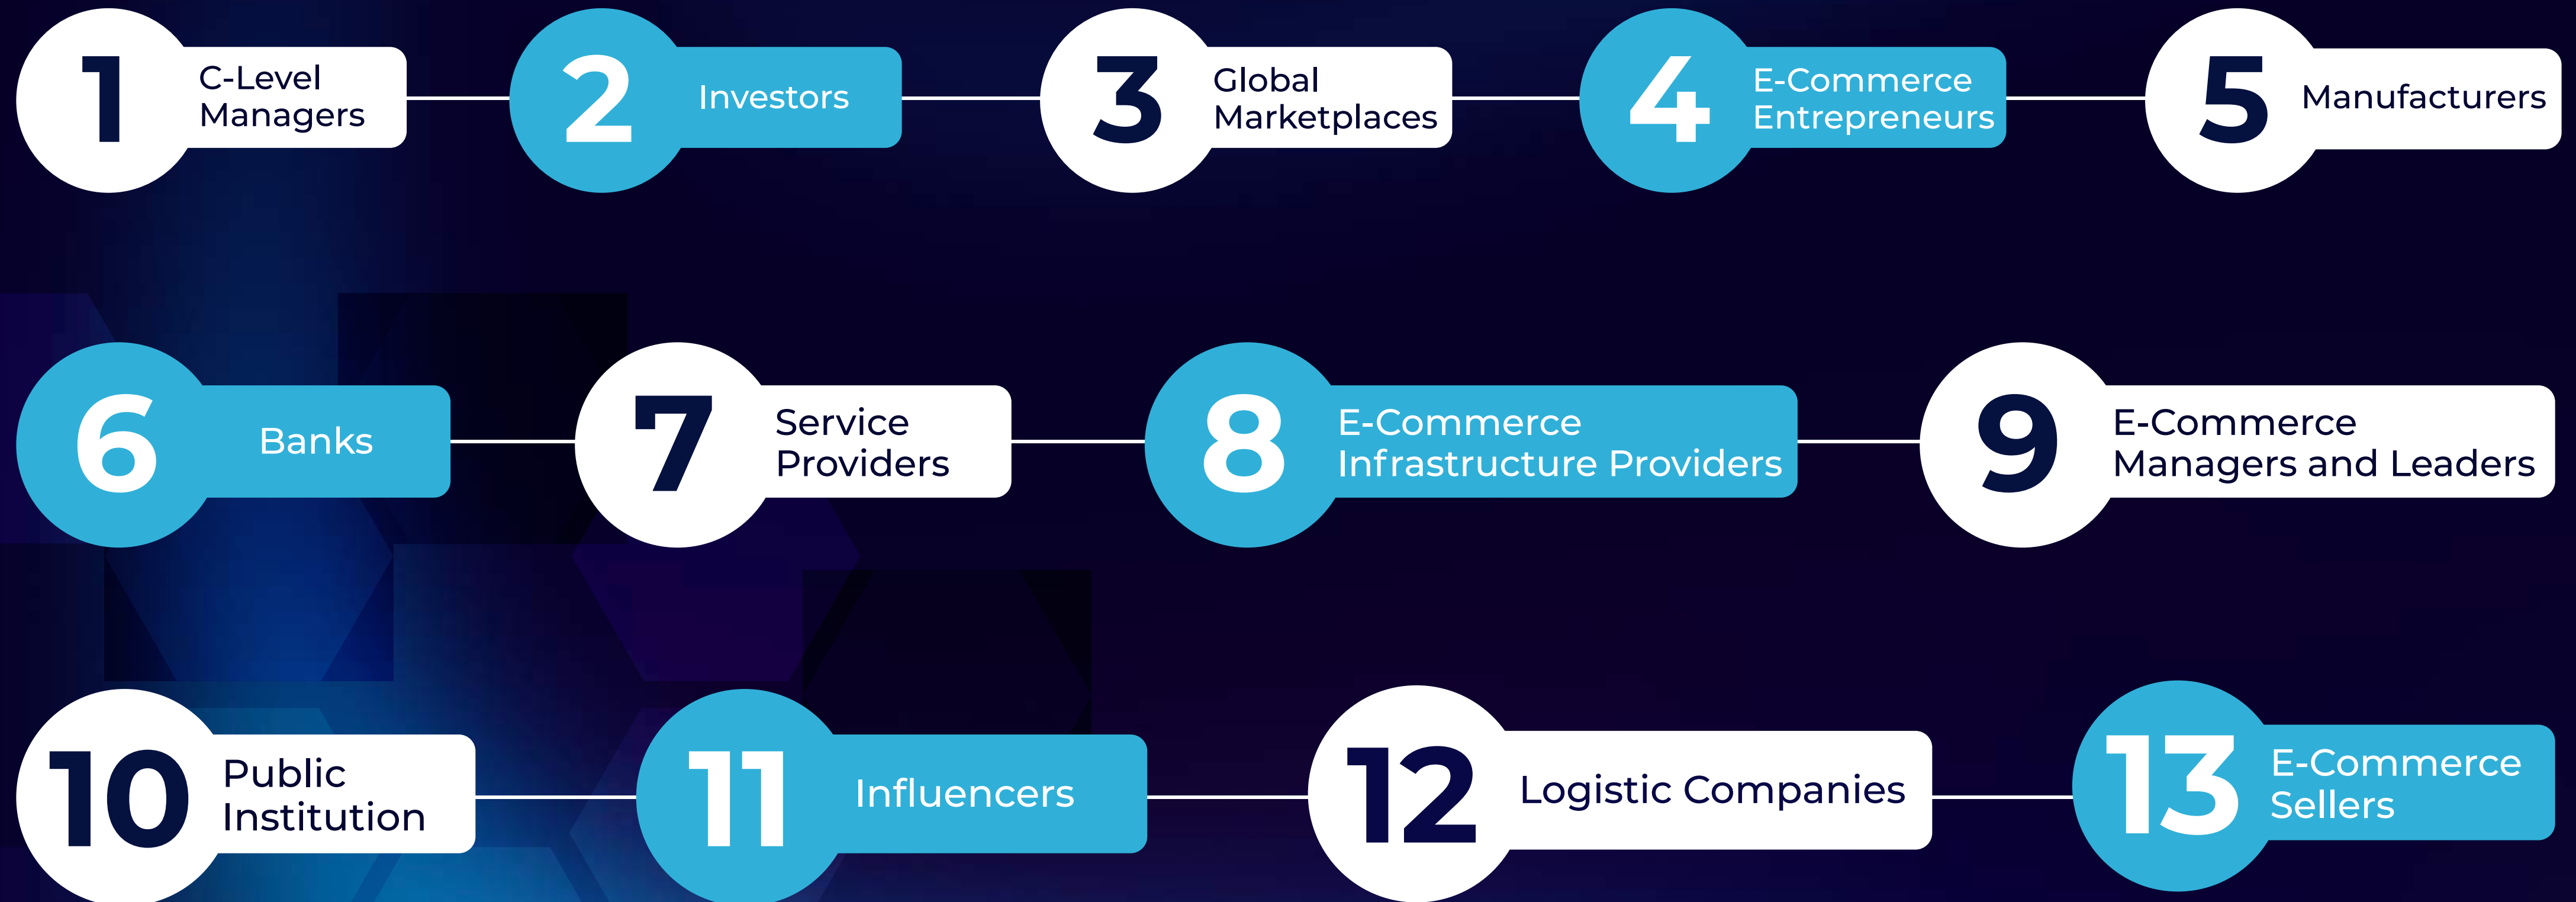 1
C-Level
Managers
2
Investors
3
Global
Marketplaces
4
E-Commerce
Entrepreneurs
5
Manufacturers
6
Banks
7
Service
Providers
8
E-Commerce
Infrastructure Providers
9
E-Commerce
Managers and Leaders
10
Public
Institution
11
Influencers
12
Logistic Companies
13
E-Commerce
Sellers